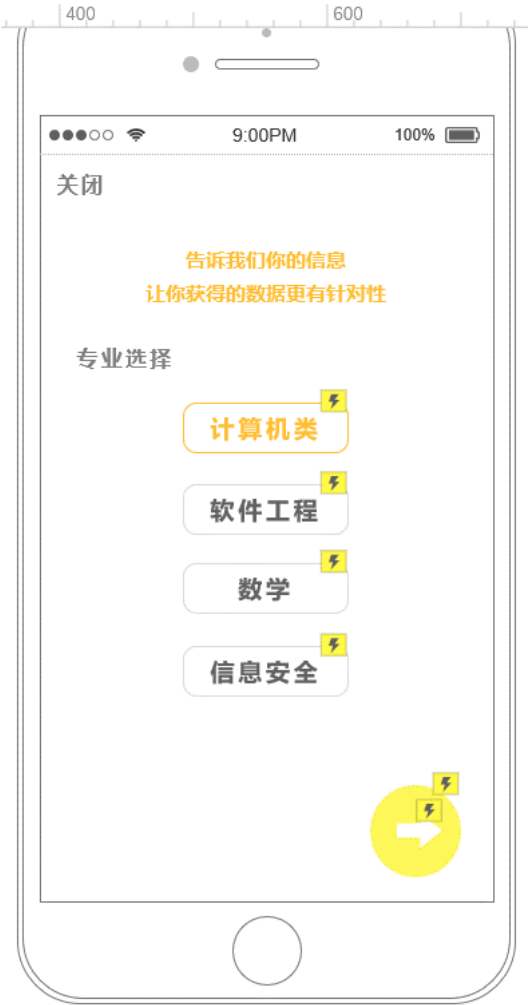 400 600
9:00PM 100%
关闭
告诉我们你的信息
让你获得的数据更有针对性
专业选择
计算机类
软件工程
数学
信息安全